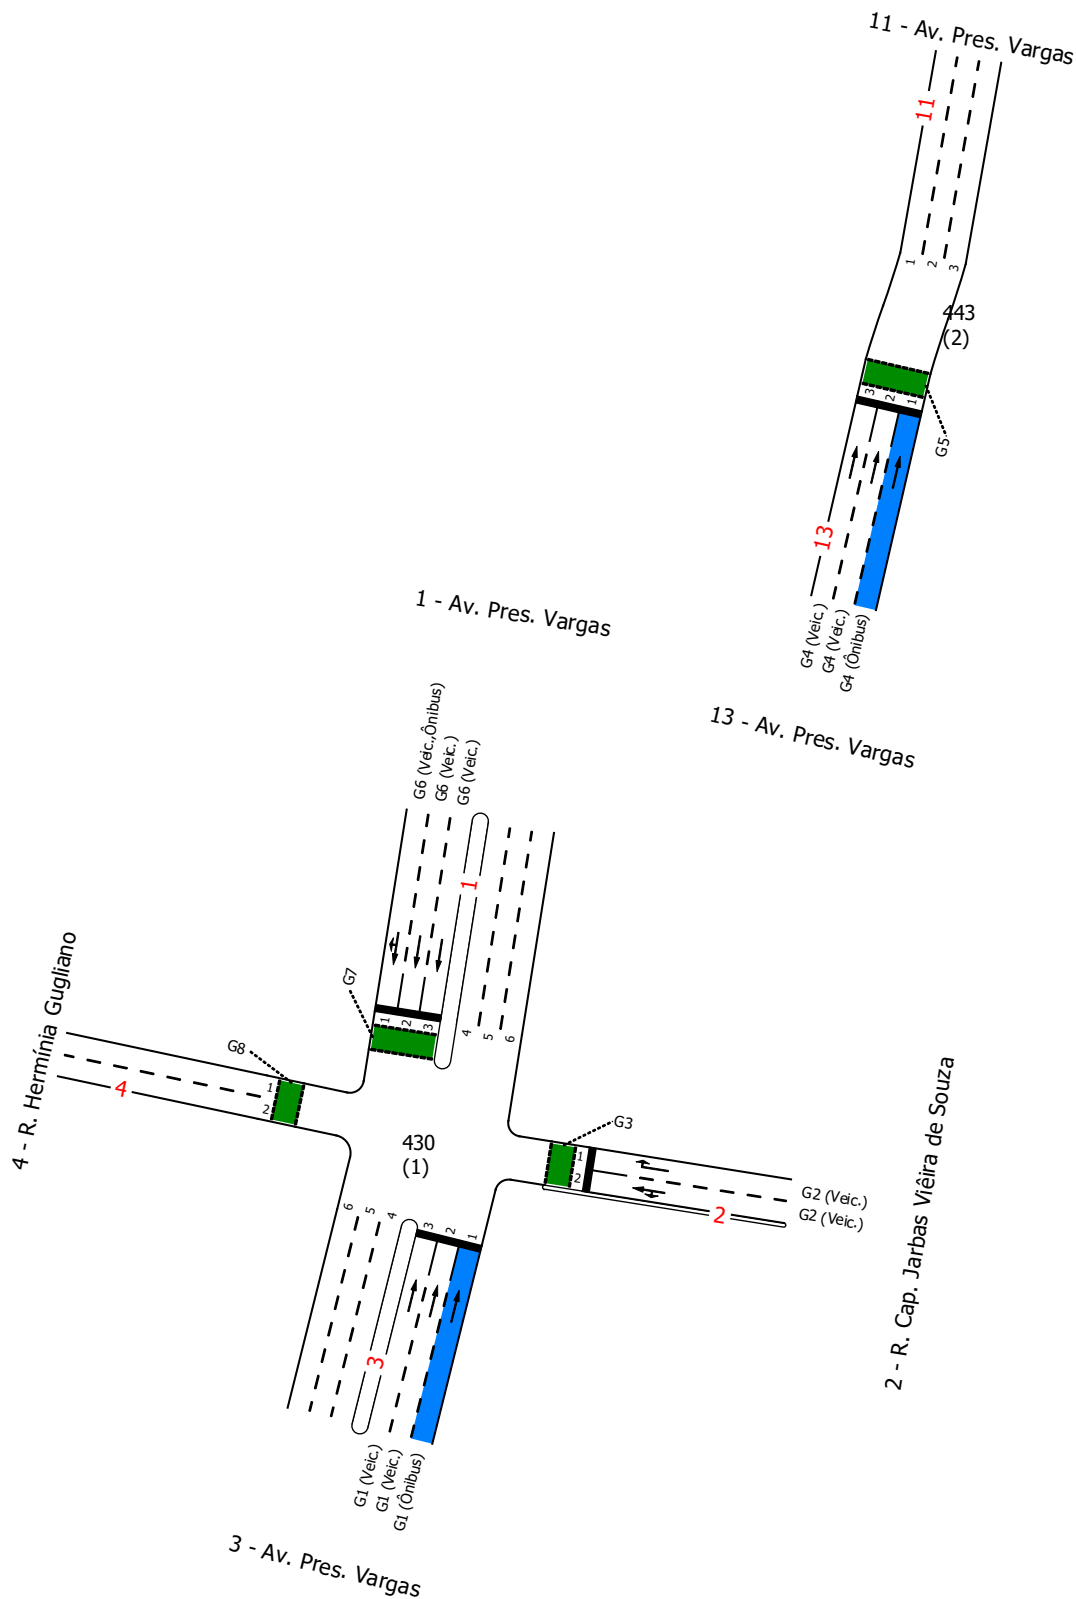 11 - Av. Pres. Vargas
11
1
2
3
443
(2)
3
2
1
G5
13
G4 (Veic.)
G4 (Veic.)
G4 (Ônibus)
1 - Av. Pres. Vargas
13 - Av. Pres. Vargas
G6 (Veic.,Ônibus)
G6 (Veic.)
G6 (Veic.)
1
G7
1
2
3
4
5
6
4 - R. Hermínia Gugliano
G8
4
1
2
430
(1)
G3
1
2
G2 (Veic.)
G2 (Veic.)
2
2 - R. Cap. Jarbas Viêira de Souza
6
5
4
3
2
1
3
G1 (Veic.)
G1 (Veic.)
G1 (Ônibus)
3 - Av. Pres. Vargas